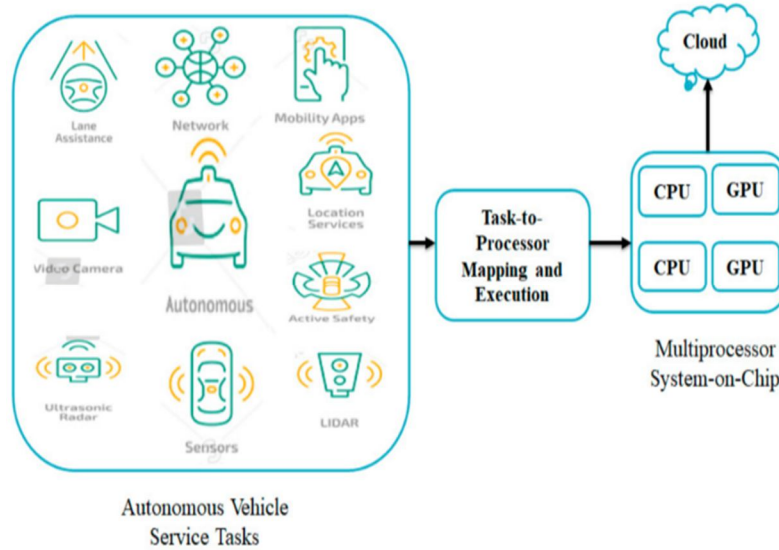 Lane
Assistance
Network
Mobility Apps
Video Camera
Autonomous
Location
Services
Active Safety
Ultrasonic
Radar
Sensors
LIDAR
Autonomous Vehicle
Service Tasks
Task-to-
Processor
Mapping and
Execution
Cloud
CPU
GPU
CPU
GPU
Multiprocessor
System-on-Chip